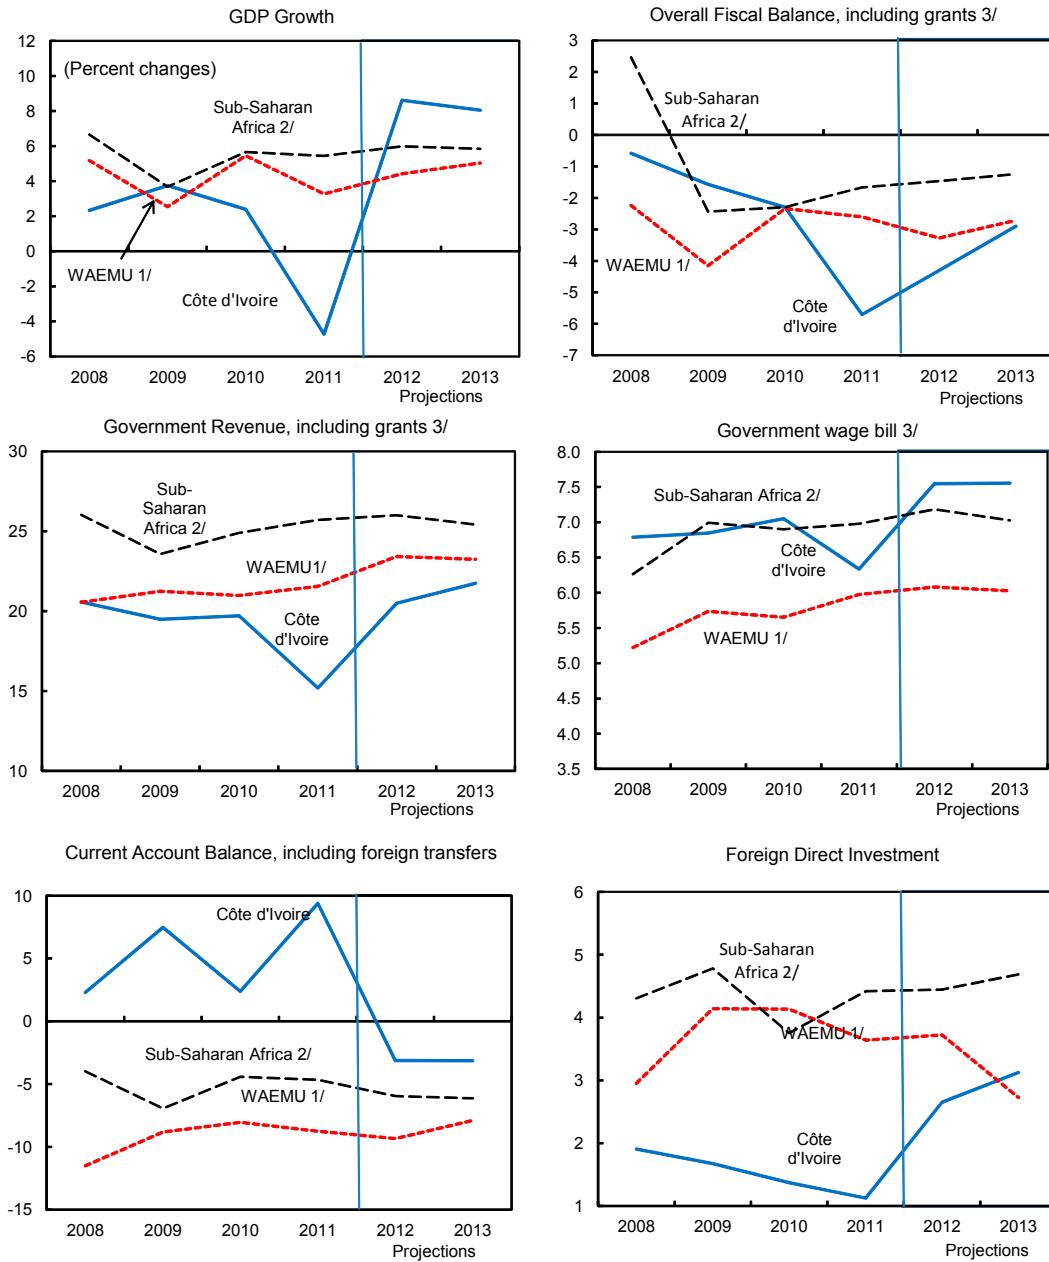 GDP Growth
12
10
8
6
4
2
0
-2
-4
-6
(Percent changes)
Sub-Saharan
Africa 2/
WAEMU 1/
Côte d'Ivoire
2008 2009 2010 2011 2012 2013
Projections
Overall Fiscal Balance, including grants 3/
3
2
1
0
-1
-2
-3
-4
-5
-6
-7
Sub-Saharan
Africa 2/
WAEMU 1/
Côte
d'Ivoire
2008 2009 2010 2011 2012 2013
Projections
Government Revenue, including grants 3/
30
25
20
15
10
Sub-
Saharan
Africa 2/
WAEMU1/
Côte
d'Ivoire
2008 2009 2010 2011 2012 2013
Projections
Government wage bill 3/
8.0
7.5
7.0
6.5
6.0
5.5
5.0
4.5
4.0
3.5
Sub-Saharan Africa 2/
Côte
d'Ivoire
WAEMU 1/
2008 2009 2010 2011 2012 2013
Projections
Current Account Balance, including foreign transfers
10
5
0
-5
-10
-15
Côte d'Ivoire
Sub-Saharan Africa 2/
WAEMU 1/
2008 2009 2010 2011 2012 2013
Projections
Foreign Direct Investment
6
5
4
3
2
1
Sub-Saharan
Africa 2/
WAEMU 1/
Côte
d'Ivoire
2008 2009 2010 2011 2012 2013
Projections